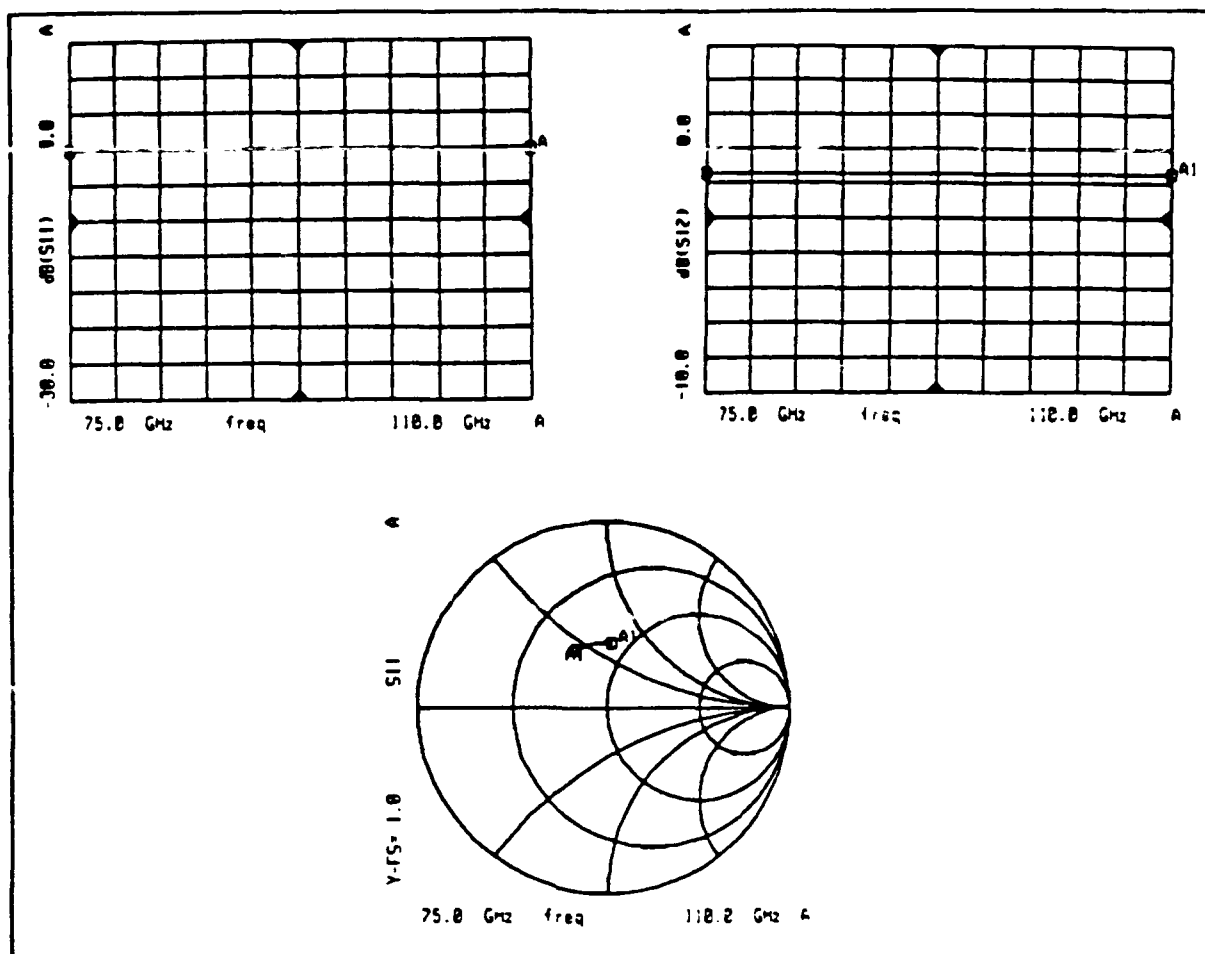 A
0.0
dB(S11)
-30.0
A
75.0 GHz freq 110.0 GHz A
A
0.0
dB(S12)
-10.0
A1
75.0 GHz freq 110.0 GHz A
A
S11
Y-FS= 1.0
A1
75.0 GHz freq 110.0 GHz A